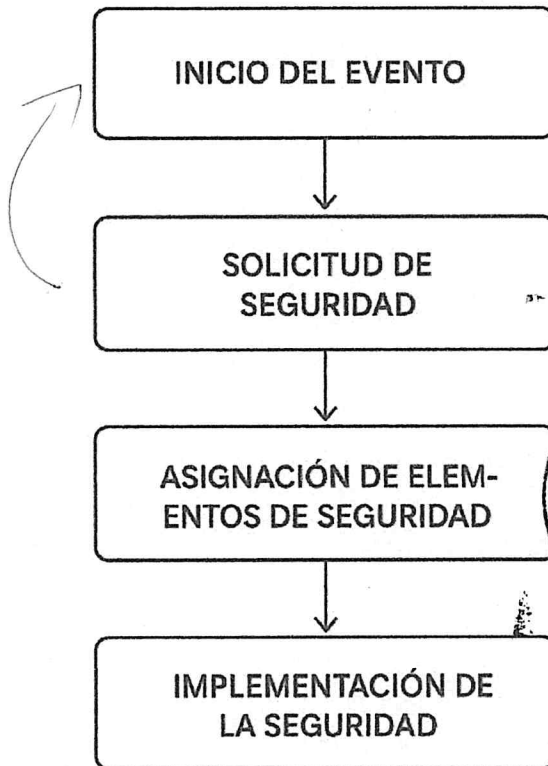 INICIO DEL EVENTO
SOLICITUD DE
SEGURIDAD
ASIGNACIÓN DE ELEM-
ENTOS DE SEGURIDAD
IMPLEMENTACIÓN DE
LA SEGURIDAD